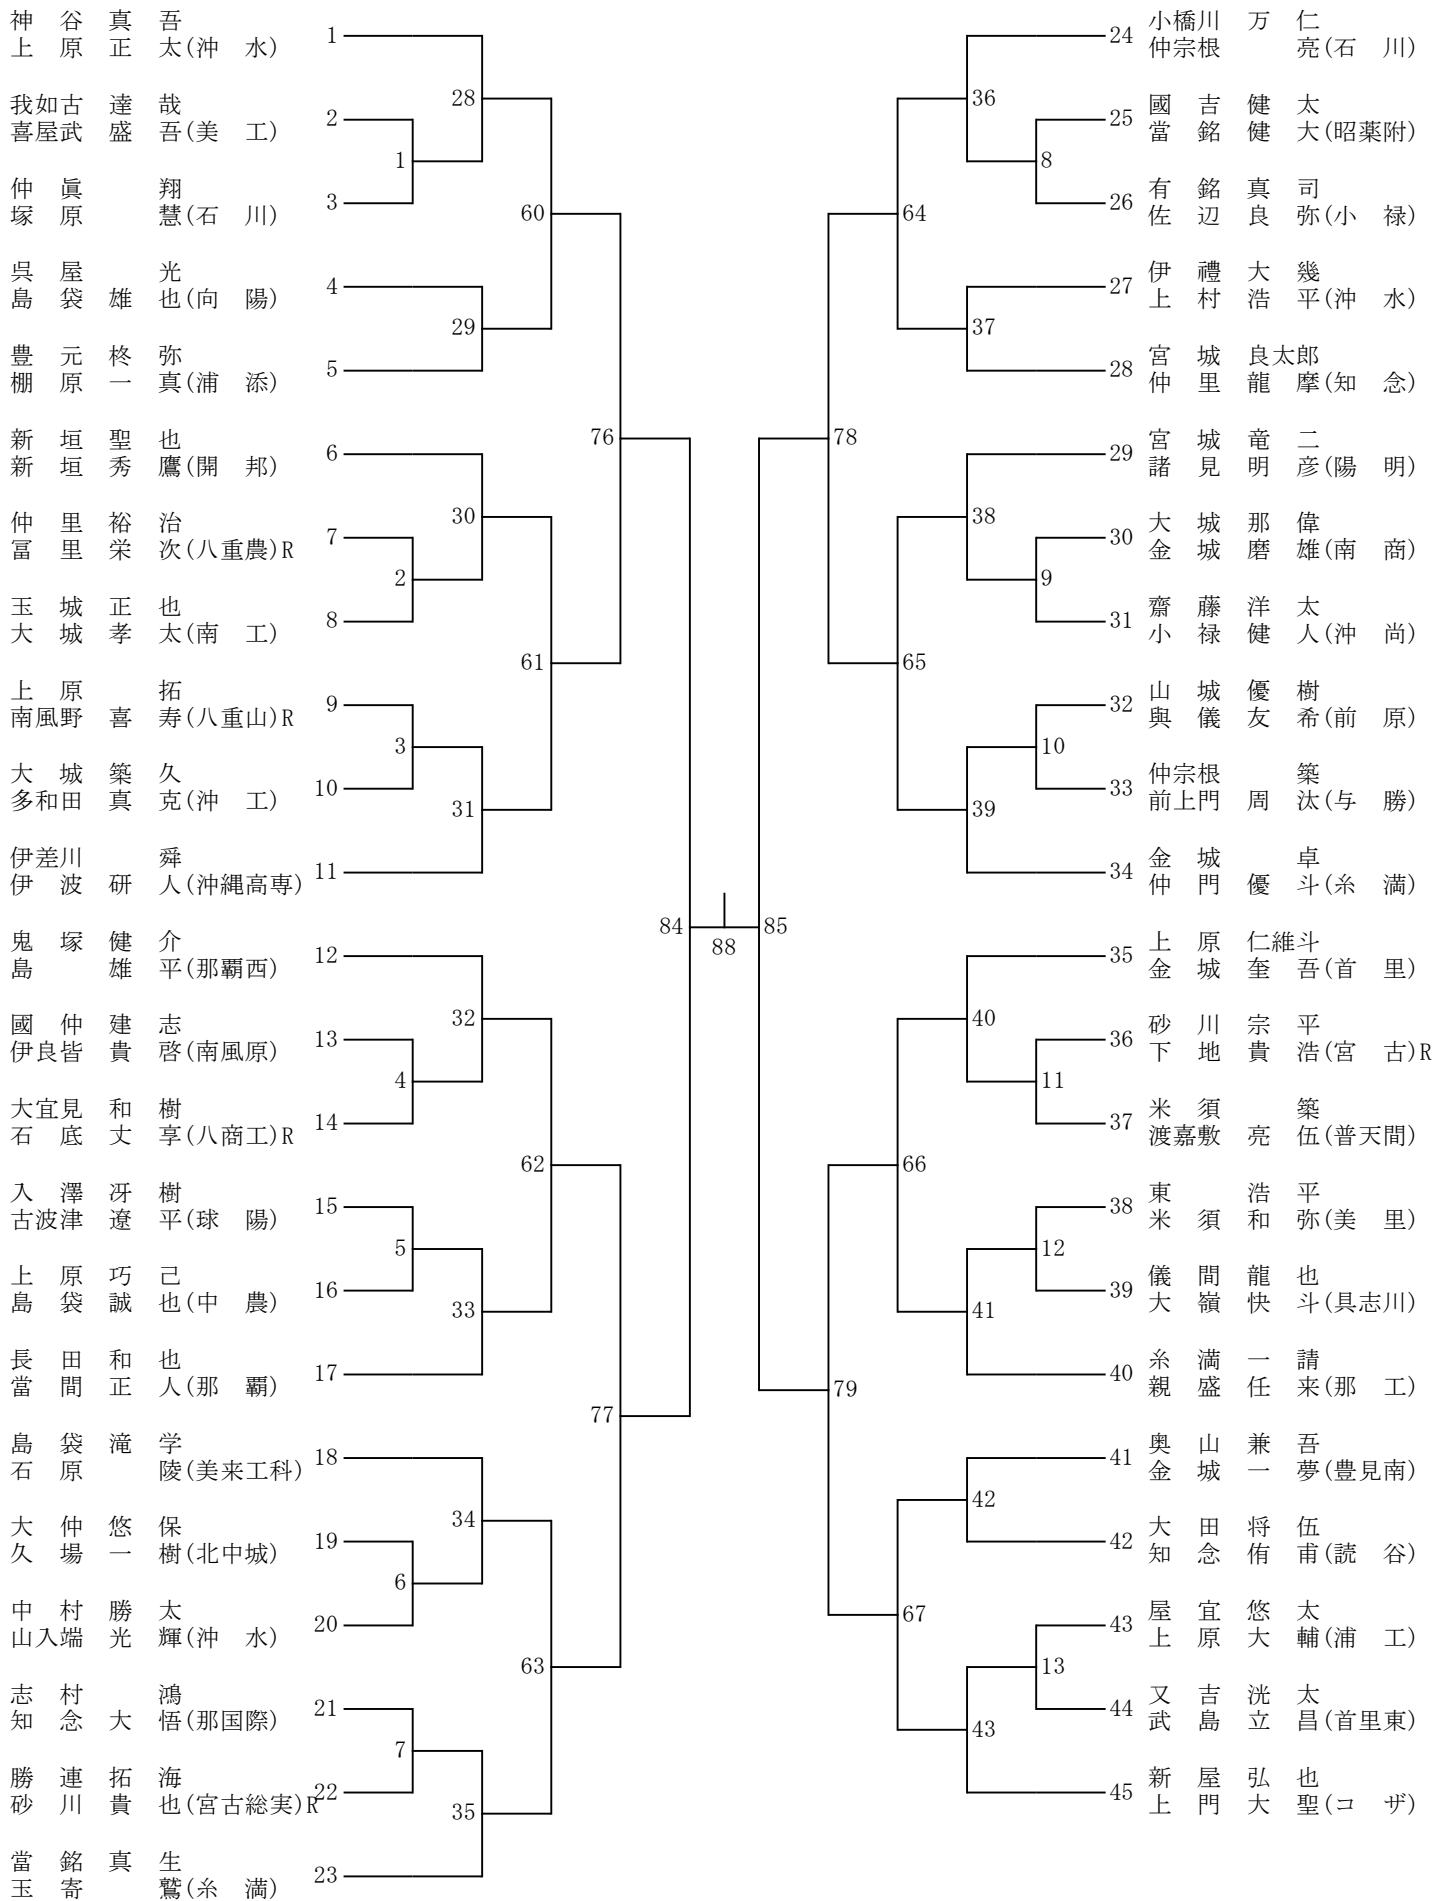 神 谷 真 吾
上 原 正 太(沖 水) 1
我如古 達 哉
喜屋武 盛 吾(美 工) 2
仲 眞 翔
塚 原 慧(石 川) 3
呉 屋 光
島 袋 雄 也(向 陽) 4
豊 元 柊 弥
棚 原 一 真(浦 添) 5
新 垣 聖 也
新 垣 秀 鷹(開 邦) 6
仲 里 裕 治
冨 里 栄 次(八重農)R 7
玉 城 正 也
大 城 孝 太(南 工) 8
上 原 拓
南風野 喜 寿(八重山)R 9
大 城 築 久
多和田 真 克(沖 工) 10
伊差川 舜
伊 波 研 人(沖縄高専) 11
鬼 塚 健 介
島 雄 平(那覇西) 12
國 仲 建 志
伊良皆 貴 啓(南風原) 13
大宜見 和 樹
石 底 丈 享(八商工)R 14
入 澤 冴 樹
古波津 遼 平(球 陽) 15
上 原 巧 己
島 袋 誠 也(中 農) 16
長 田 和 也
當 間 正 人(那 覇) 17
島 袋 滝 学
石 原 陵(美来工科) 18
大 仲 悠 保
久 場 一 樹(北中城) 19
中 村 勝 太
山入端 光 輝(沖 水) 20
志 村 鴻
知 念 大 悟(那国際) 21
勝 連 拓 海
砂 川 貴 也(宮古総実)R 22
當 銘 真 生
玉 寄 鷲(糸 満) 23
1
2
3
4
5
6
7
28
29
30
31
32
33
34
35
60
61
62
63
76
77
84
88
85
78
79
64
65
66
67
36
37
38
39
40
41
42
43
8
9
10
11
12
13
24 小橋川 万 仁
仲宗根 亮(石 川)
25 國 吉 健 太
當 銘 健 大(昭薬附)
26 有 銘 真 司
佐 辺 良 弥(小 禄)
27 伊 禮 大 幾
上 村 浩 平(沖 水)
28 宮 城 良太郎
仲 里 龍 摩(知 念)
29 宮 城 竜 二
諸 見 明 彦(陽 明)
30 大 城 那 偉
金 城 磨 雄(南 商)
31 齋 藤 洋 太
小 禄 健 人(沖 尚)
32 山 城 優 樹
與 儀 友 希(前 原)
33 仲宗根 築
前上門 周 汰(与 勝)
34 金 城 卓
仲 門 優 斗(糸 満)
35 上 原 仁維斗
金 城 奎 吾(首 里)
36 砂 川 宗 平
下 地 貴 浩(宮 古)R
37 米 須 築
渡嘉敷 亮 伍(普天間)
38 東 浩 平
米 須 和 弥(美 里)
39 儀 間 龍 也
大 嶺 快 斗(具志川)
40 糸 満 一 請
親 盛 任 来(那 工)
41 奥 山 兼 吾
金 城 一 夢(豊見南)
42 大 田 将 伍
知 念 侑 甫(読 谷)
43 屋 宜 悠 太
上 原 大 輔(浦 工)
44 又 吉 洸 太
武 島 立 昌(首里東)
45 新 屋 弘 也
上 門 大 聖(コ ザ)